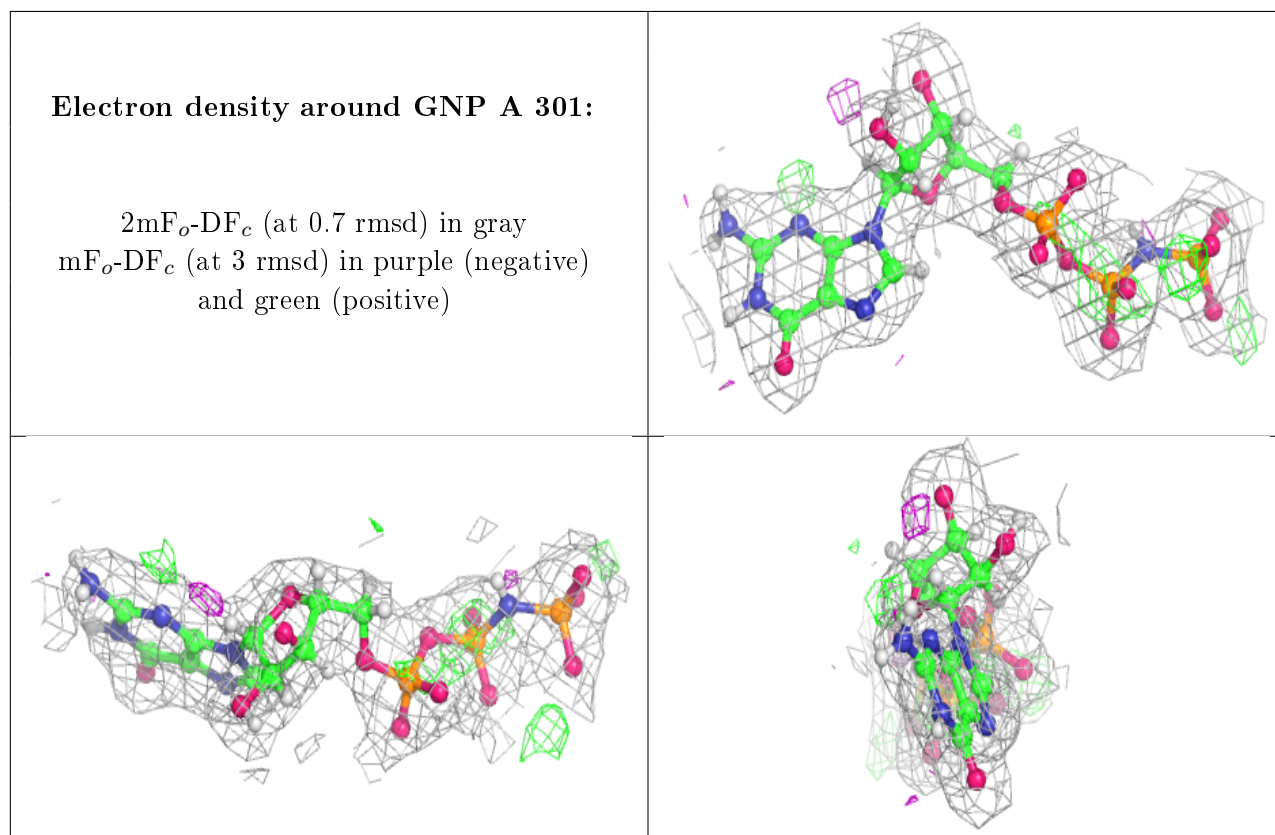 Electron density around GNP A 301:
2mFo-DFc (at 0.7 rmsd) in gray
mFo-DFc (at 3 rmsd) in purple (negative)
and green (positive)